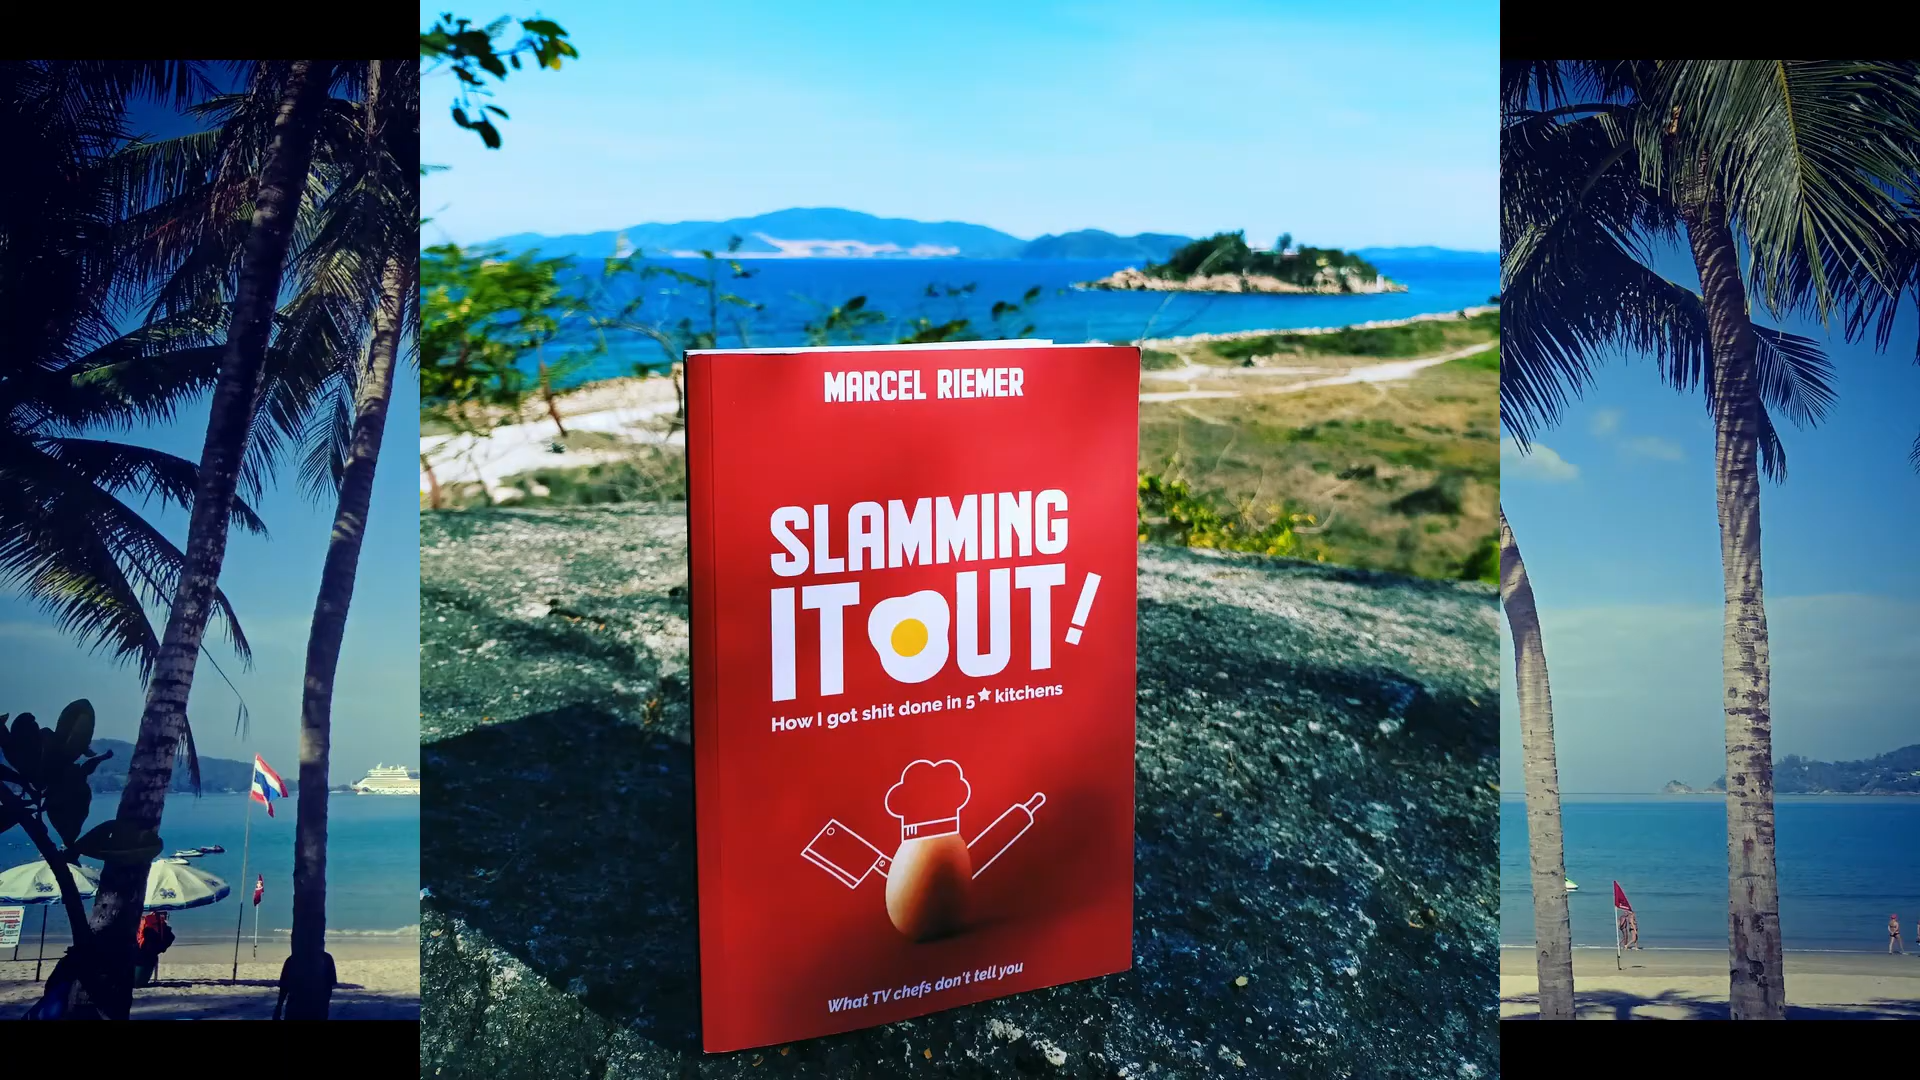 MARCEL RIEMER
SLAMMING
IT OUT!
How I got shit done in 5★ kitchens
What TV chefs don't tell you